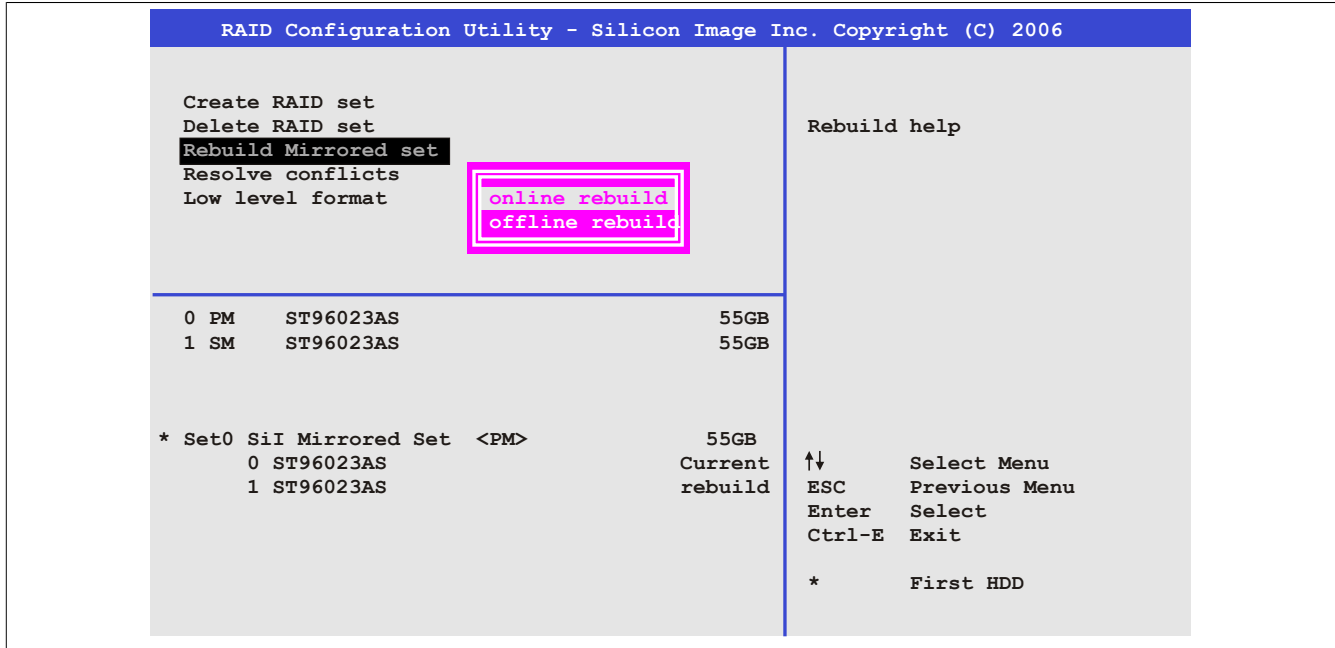 RAID Configuration Utility - Silicon Image Inc. Copyright (C) 2006
Create RAID set
Delete RAID set
Rebuild Mirrored set
Resolve conflicts
Low level format
online rebuild
offline rebuild
Rebuild help
0 PM ST96023AS 55GB
1 SM ST96023AS 55GB
* Set0 SiI Mirrored Set <PM> 55GB
0 ST96023AS Current
1 ST96023AS rebuild
↑↓ Select Menu
ESC Previous Menu
Enter Select
Ctrl-E Exit
* First HDD